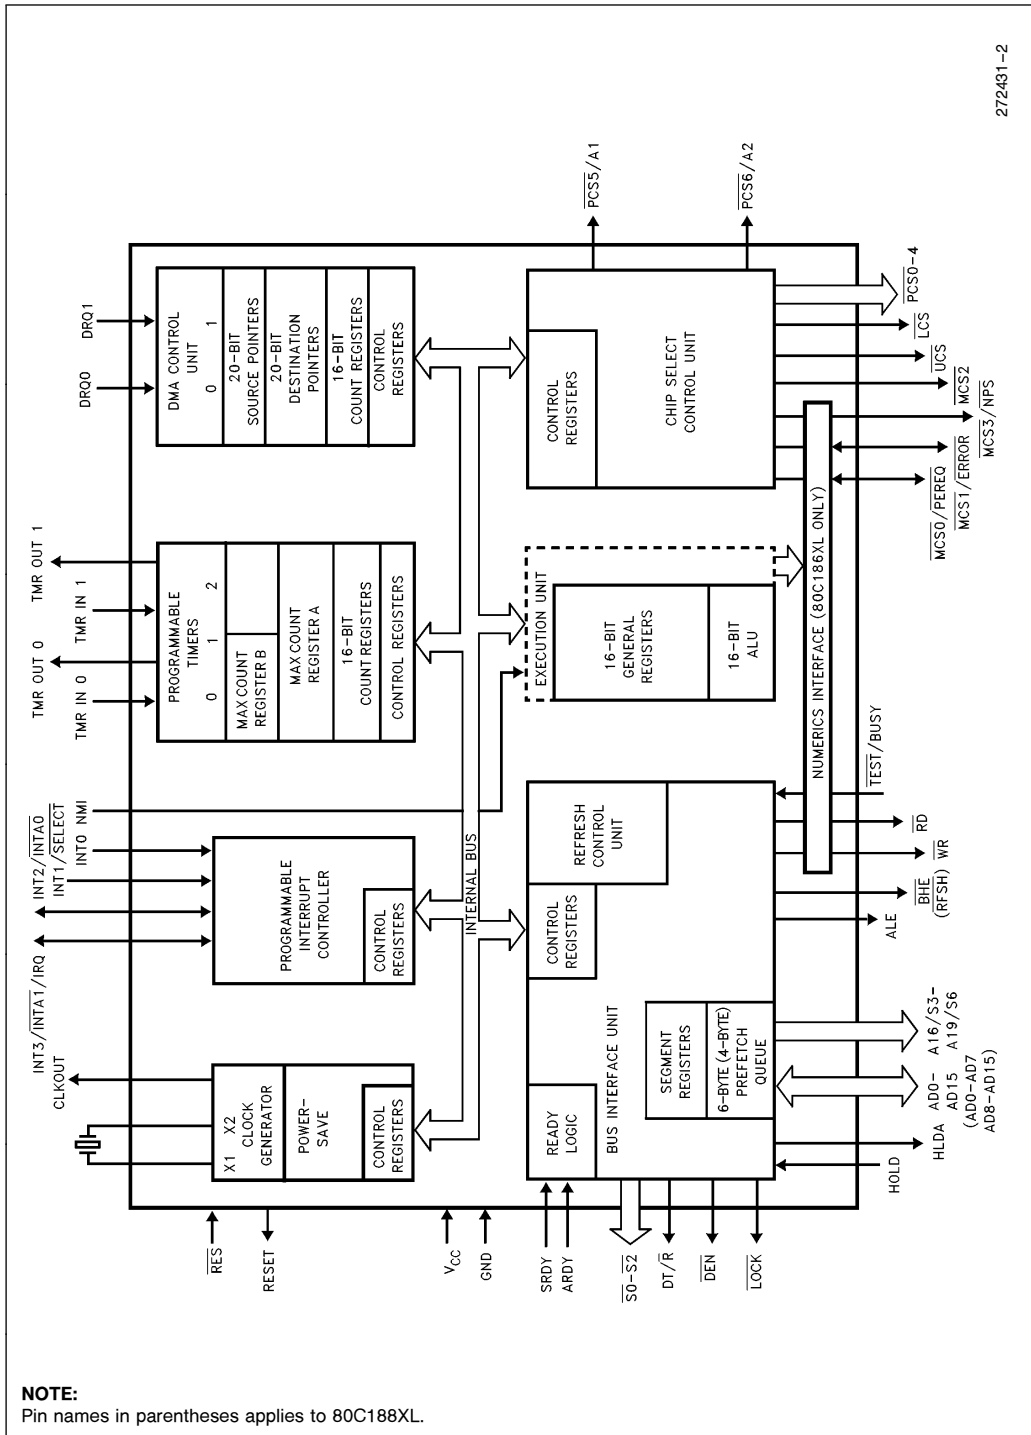 272431–2
INT3/INTA1/IRQ
INT2/INTA0
INT1/SELECT
INT0 NMI
TMR OUT 0
TMR IN 0
TMR OUT 1
TMR IN 1
DRQ0
DRQ1
CLKOUT
X1 X2
CLOCK
GENERATOR
POWER-
SAVE
CONTROL
REGISTERS
PROGRAMMABLE
INTERRUPT
CONTROLLER
CONTROL
REGISTERS
PROGRAMMABLE
TIMERS
0 1 2
MAX COUNT
REGISTER B
MAX COUNT
REGISTER A
16-BIT
COUNT REGISTERS
CONTROL REGISTERS
DMA CONTROL
UNIT
0 1
20-BIT
SOURCE POINTERS
20-BIT
DESTINATION
POINTERS
16-BIT
COUNT REGISTERS
CONTROL
REGISTERS
RES
RESET
VCC
GND
INTERNAL BUS
SRDY
ARDY
S0-S2
DT/R
DEN
LOCK
READY
LOGIC
BUS INTERFACE UNIT
CONTROL
REGISTERS
REFRESH
CONTROL
UNIT
SEGMENT
REGISTERS
6-BYTE (4-BYTE)
PREFETCH
QUEUE
EXECUTION UNIT
16-BIT
GENERAL
REGISTERS
16-BIT
ALU
CONTROL
REGISTERS
CHIP SELECT
CONTROL UNIT
PCS5/A1
PCS6/A2
NUMERICS INTERFACE (80C186XL ONLY)
HOLD
HLDA
AD0-
AD15
(AD0-AD7
AD8-AD15)
A16/S3-
A19/S6
ALE
BHE
(RFSH)
WR
RD
TEST/BUSY
MCS0/PEREQ
MCS1/ERROR
MCS3/NPS
MCS2
UCS
LCS
PCS0-4
NOTE:
Pin names in parentheses applies to 80C188XL.